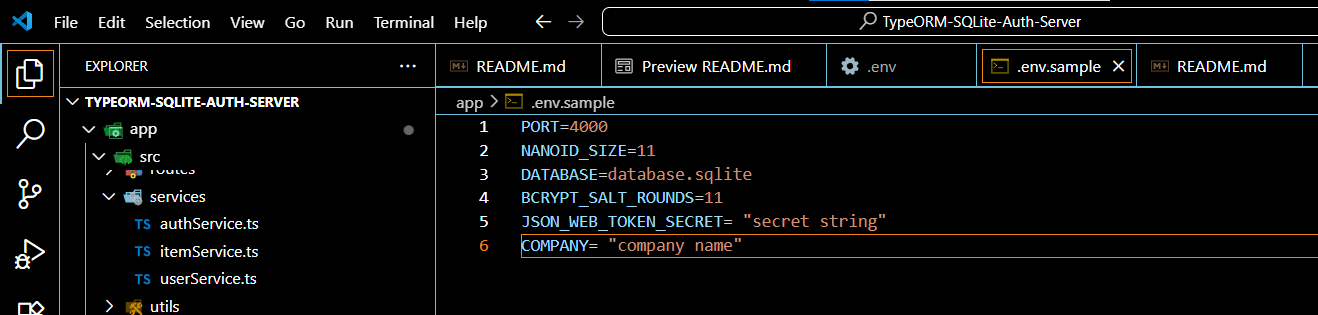 File Edit Selection View Go Run Terminal Help TypeORM-SQLite-Auth-Server
EXPLORER
README.md Preview README.md .env .env.sample README.md
TYPEORM-SQLITE-AUTH-SERVER
app
src
routes
services
TS authService.ts
TS itemService.ts
TS userService.ts
utils
app > .env.sample
1 PORT=4000
2 NANOID_SIZE=11
3 DATABASE=database.sqlite
4 BCRYPT_SALT_ROUNDS=11
5 JSON_WEB_TOKEN_SECRET= "secret string"
6 COMPANY= "company name"